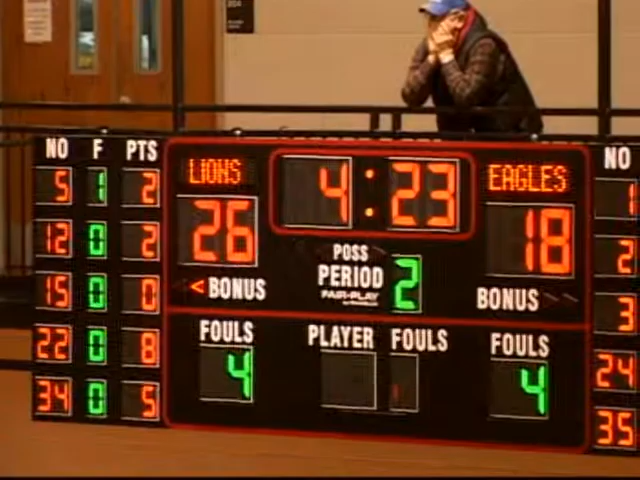 NO F PTS
5 1 2
12 0 2
15 0 0
22 0 8
34 0 5
LIONS 4:23 EAGLES
26 18
POSS
< BONUS PERIOD 2 BONUS
FAIR-PLAY
FOULS PLAYER FOULS FOULS
4 4
NO
1
2
3
24
35